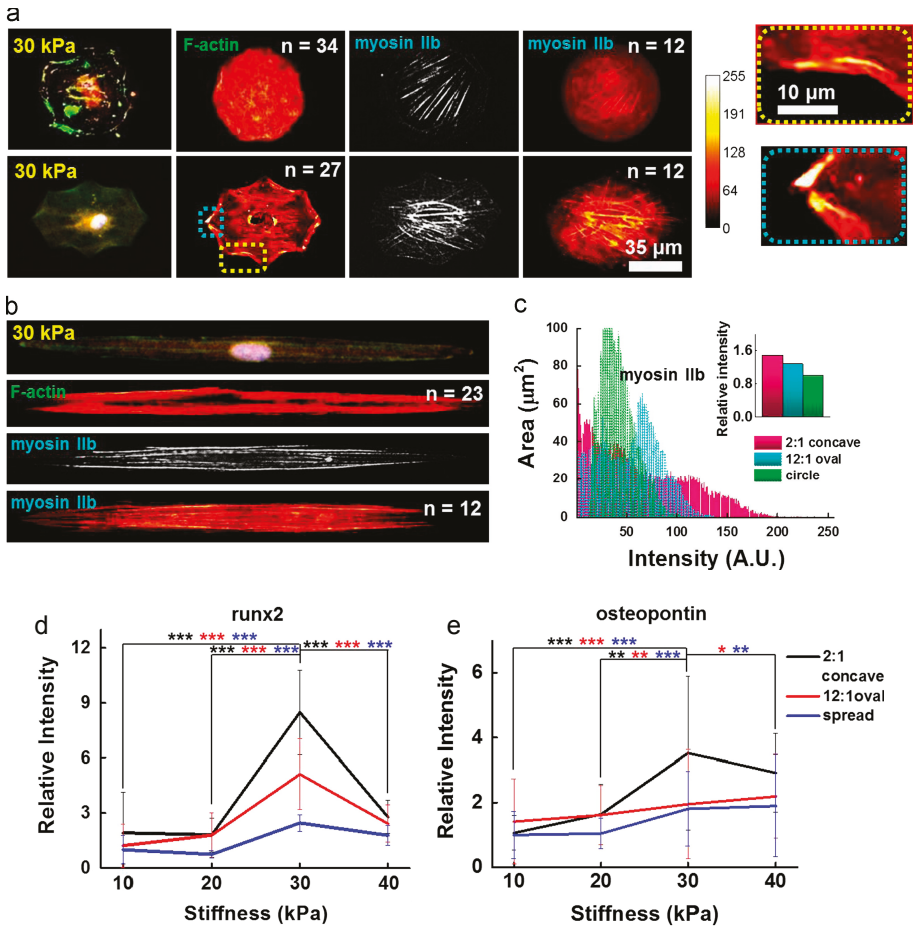 a
30 kPa
F-actin
n = 34
myosin IIb
myosin IIb
n = 12
255
191
128
64
0
10 µm
30 kPa
n = 27
n = 12
35 µm
b
30 kPa
F-actin
n = 23
myosin IIb
myosin IIb
n = 12
c
Area (µm²)
100
80
60
40
20
0
myosin IIb
50
100
150
200
250
Intensity (A.U.)
Relative intensity
1.6
0.8
0.0
2:1 concave
12:1 oval
circle
d
runx2
Relative Intensity
12
9
6
3
0
*** *** ***
*** *** ***
*** *** ***
10
20
30
40
Stiffness (kPa)
e
osteopontin
Relative Intensity
6
4
2
0
*** *** ***
** ** ***
* **
10
20
30
40
Stiffness (kPa)
2:1
concave
12:1oval
spread